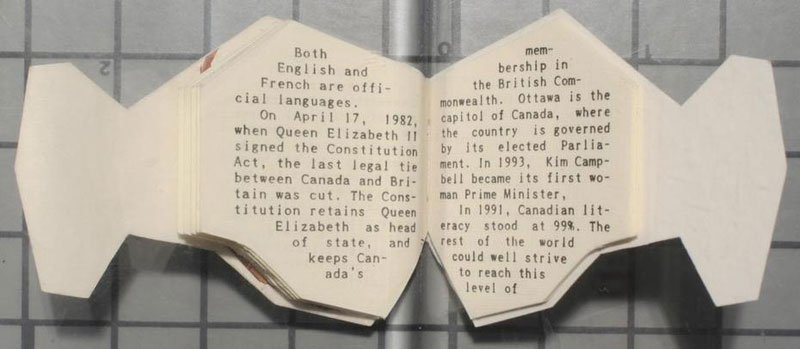 Both
English and
French are offi-
cial languages.
On April 17, 1982,
when Queen Elizabeth II
signed the Constitution
Act, the last legal tie
between Canada and Bri-
tain was cut. The Cons-
titution retains Queen
Elizabeth as head
of state, and
keeps Can-
ada's
mem-
bership in
the British Com-
monwealth. Ottawa is the
capitol of Canada, where
the country is governed
by its elected Parlia-
ment. In 1993, Kim Camp-
bell became its first wo-
man Prime Minister,
In 1991, Canadian lit-
eracy stood at 99%. The
rest of the world
could well strive
to reach this
level of